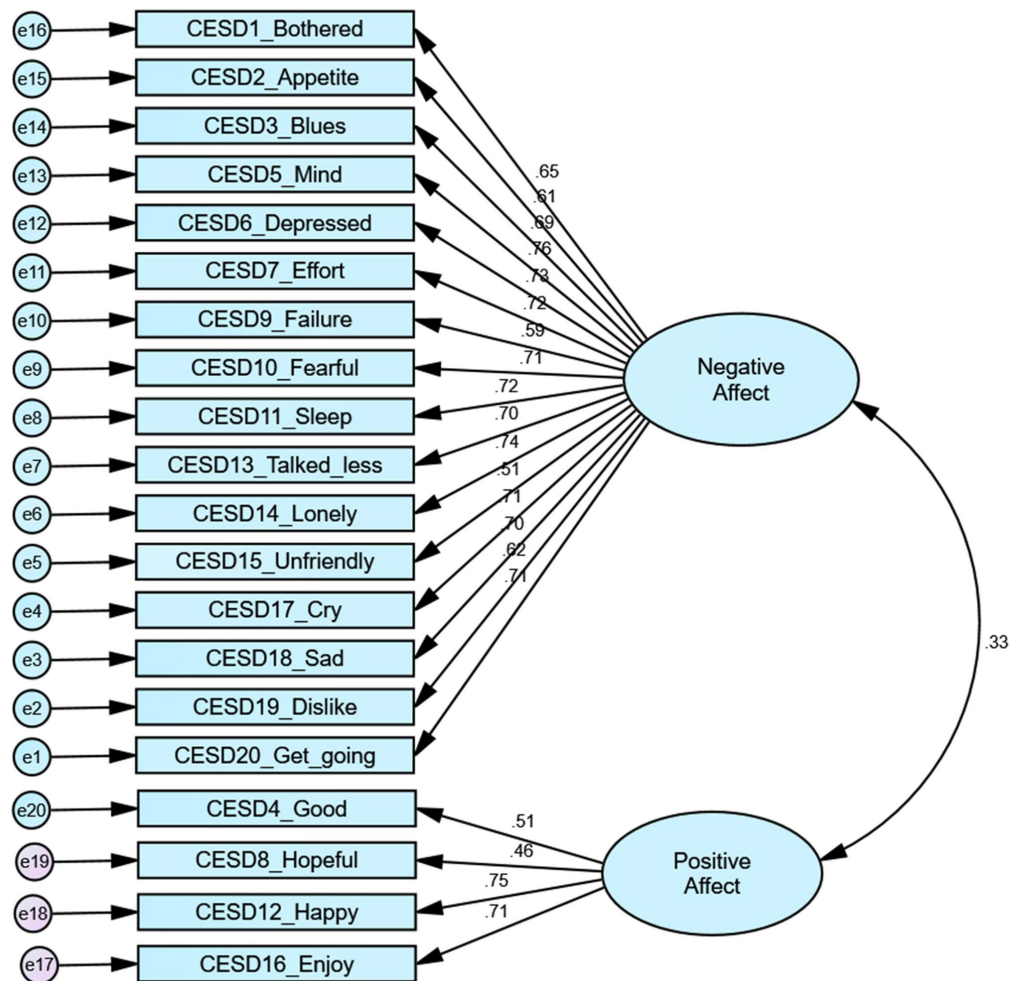 e16 CESD1_Bothered
e15 CESD2_Appetite
e14 CESD3_Blues
e13 CESD5_Mind
e12 CESD6_Depressed
e11 CESD7_Effort
e10 CESD9_Failure
e9 CESD10_Fearful
e8 CESD11_Sleep
e7 CESD13_Talked_less
e6 CESD14_Lonely
e5 CESD15_Unfriendly
e4 CESD17_Cry
e3 CESD18_Sad
e2 CESD19_Dislike
e1 CESD20_Get_going
e20 CESD4_Good
e19 CESD8_Hopeful
e18 CESD12_Happy
e17 CESD16_Enjoy
.65
.61
.69
.76
.73
.72
.59
.71
.72
.70
.74
.51
.71
.70
.62
.71
Negative
Affect
.33
.51
.46
.75
.71
Positive
Affect